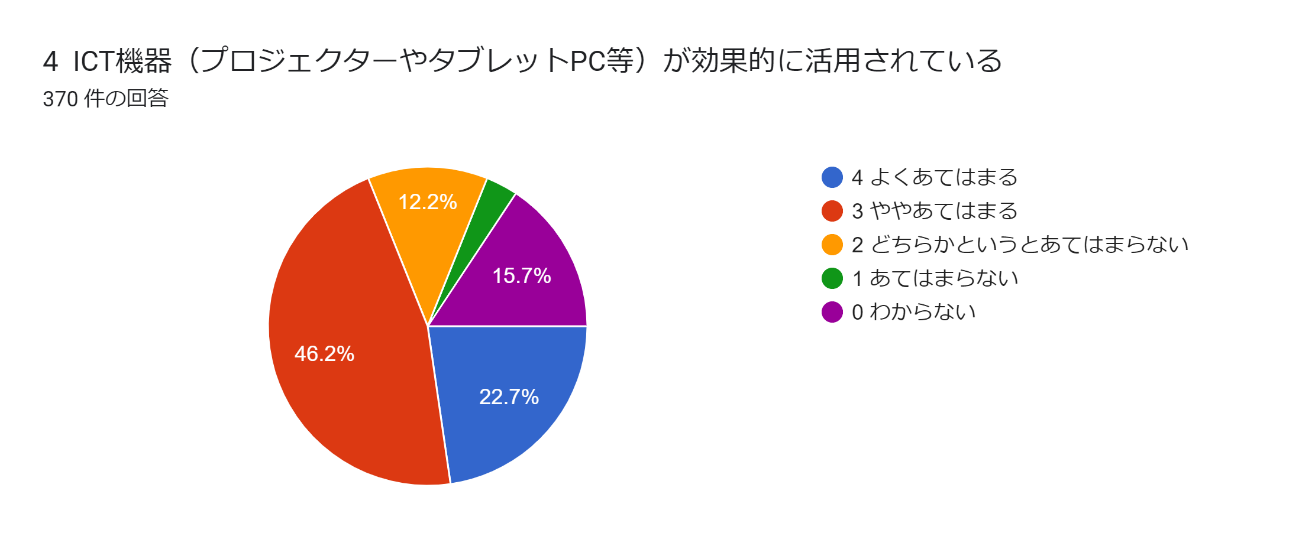 4 ICT機器（プロジェクターやタブレットPC等）が効果的に活用されている
370 件の回答
12.2%
15.7%
46.2%
22.7%
4 よくあてはまる
3 ややあてはまる
2 どちらかというとあてはまらない
1 あてはまらない
0 わからない